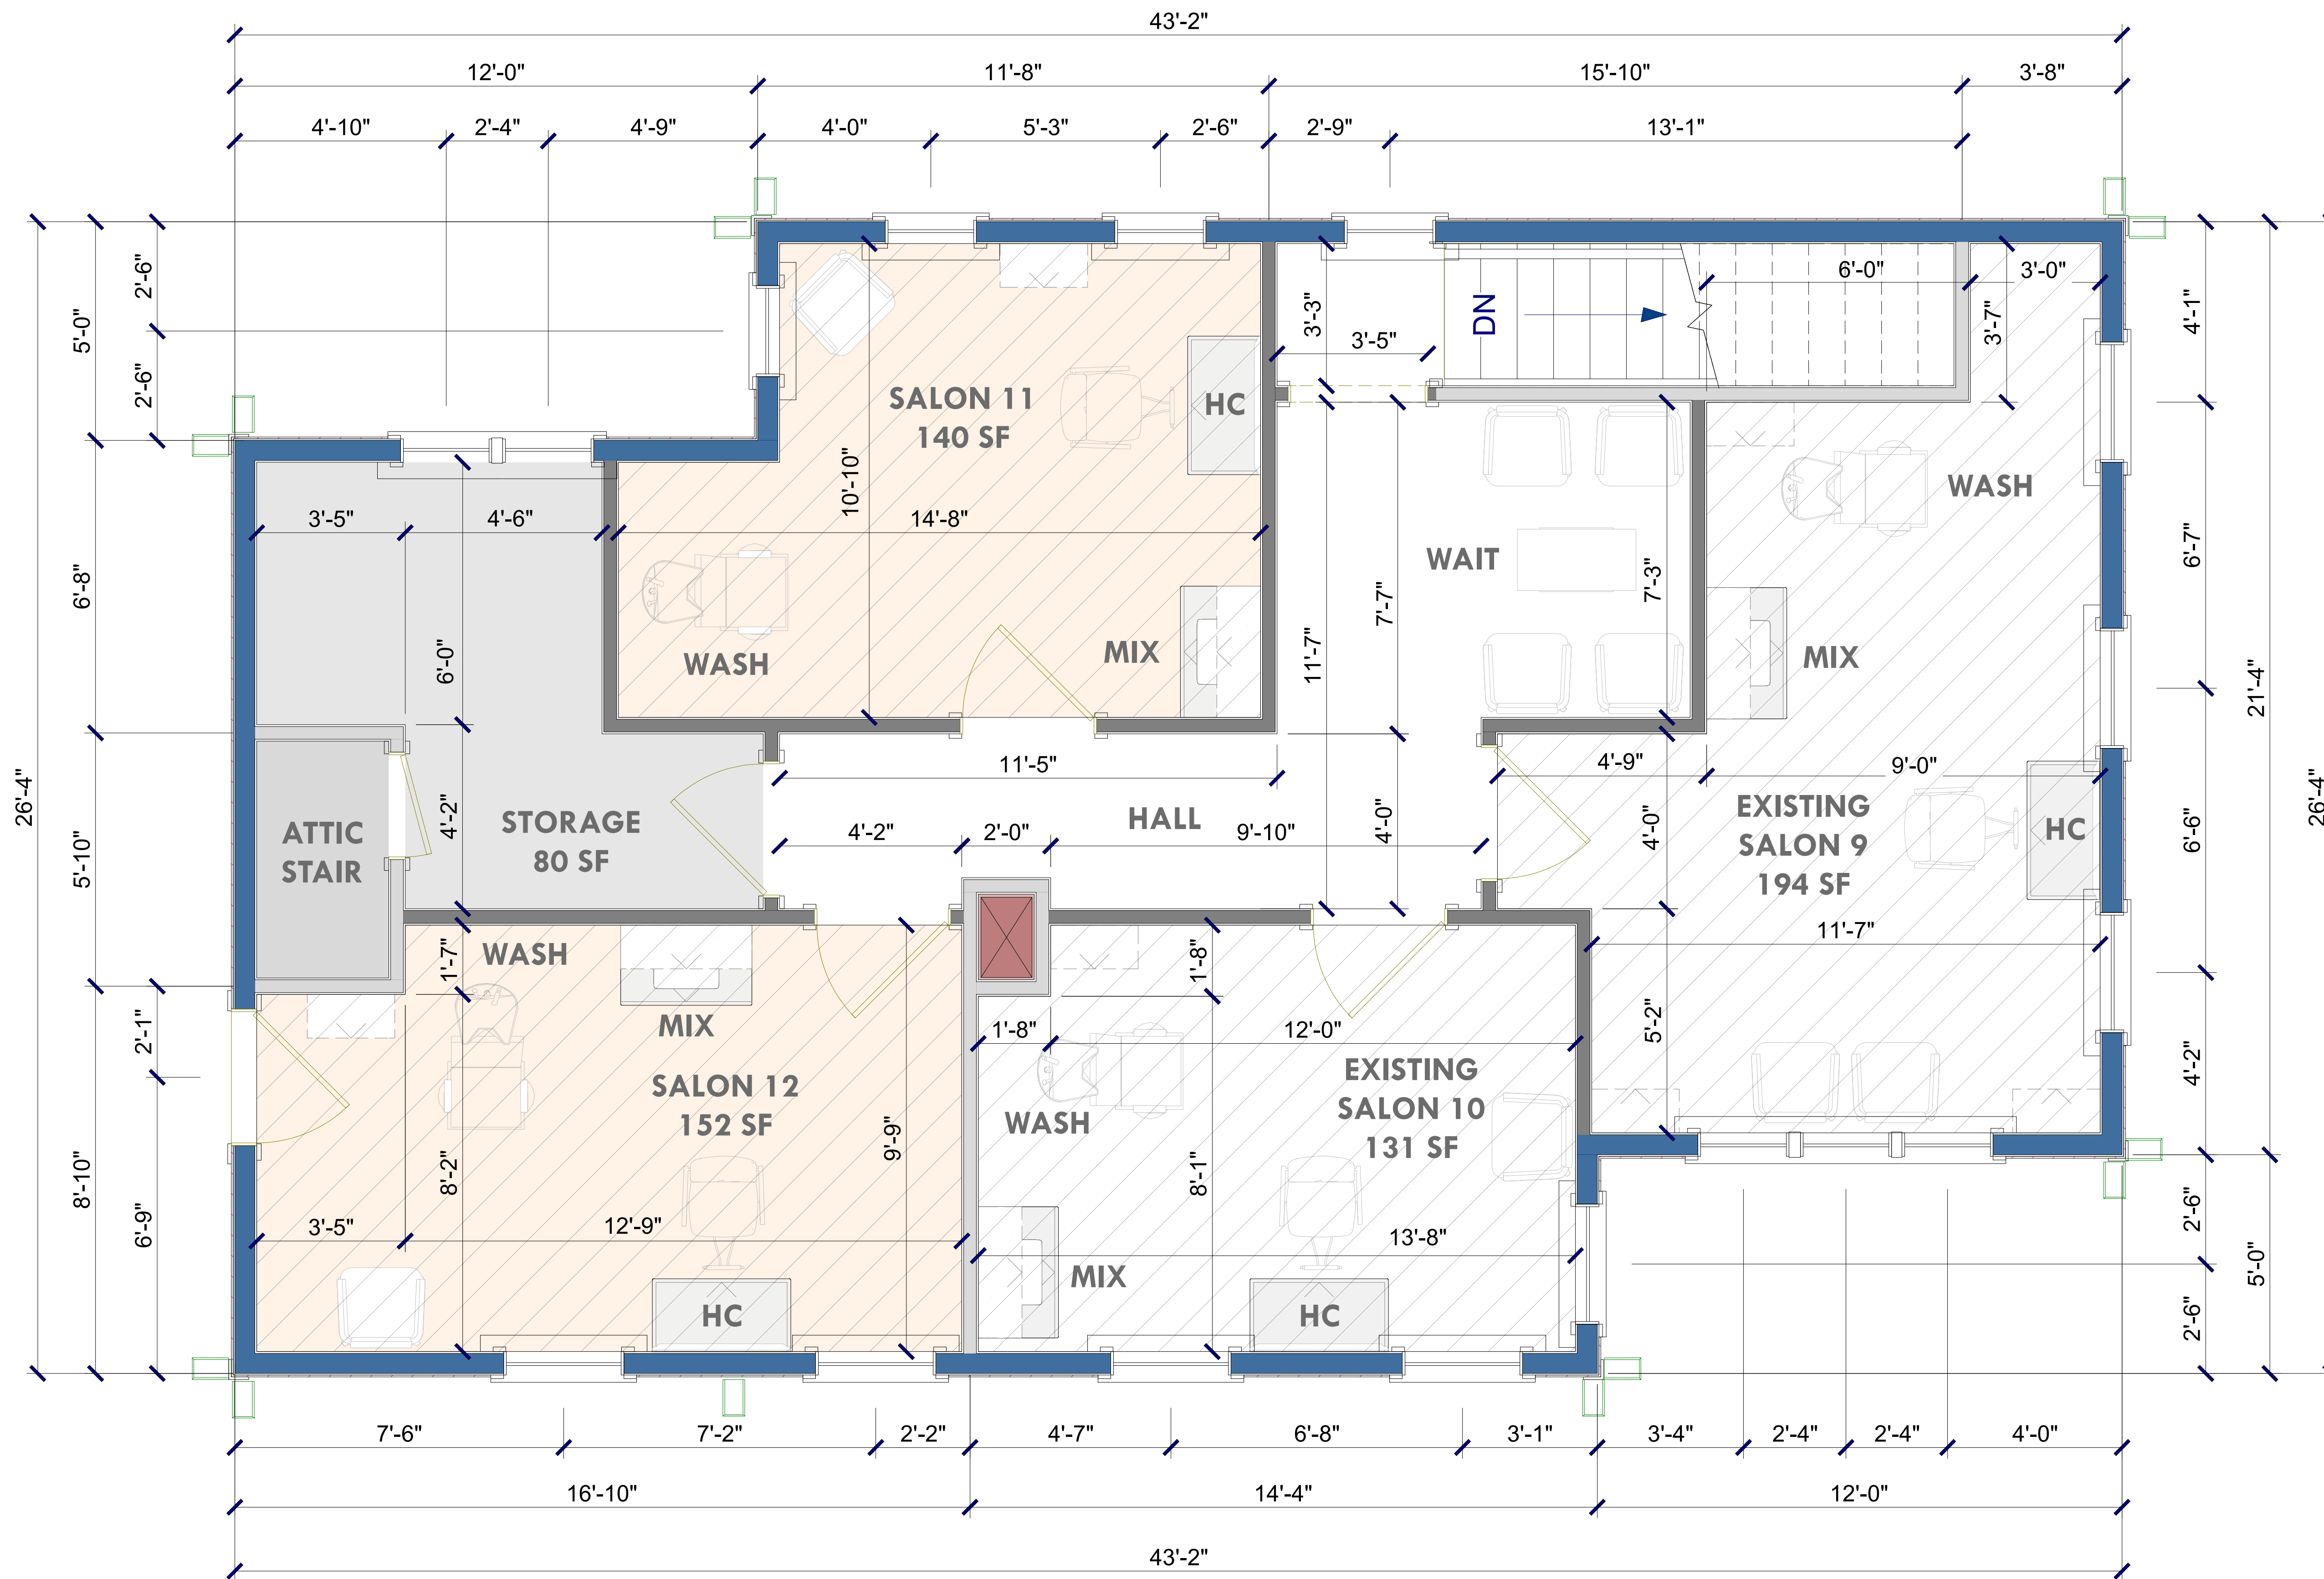 43'-2"
12'-0" 11'-8" 15'-10" 3'-8"
4'-10" 2'-4" 4'-9" 4'-0" 5'-3" 2'-6" 2'-9" 13'-1"
26'-4"
5'-0"
6'-8"
5'-10"
8'-10"
2'-6"
2'-6"
2'-1"
6'-9"
SALON 11
140 SF
HC
10'-10"
14'-8"
WASH
MIX
3'-5"
4'-6"
6'-0"
4'-2"
STORAGE
80 SF
ATTIC
STAIR
3'-3"
3'-5"
DN
6'-0"
3'-0"
3'-7"
WAIT
7'-7"
7'-3"
11'-7"
WASH
MIX
11'-5"
HALL
4'-2" 2'-0" 9'-10"
4'-0"
4'-9" 9'-0"
4'-0"
EXISTING
SALON 9
194 SF
HC
11'-7"
5'-2"
WASH
1'-7"
MIX
SALON 12
152 SF
8'-2"
9'-9"
3'-5" 12'-9"
HC
1'-8"
1'-8" 12'-0"
WASH
EXISTING
SALON 10
131 SF
8'-1"
13'-8"
MIX
HC
4'-1"
6'-7"
6'-6"
4'-2"
2'-6"
2'-6"
21'-4"
5'-0"
26'-4"
7'-6" 7'-2" 2'-2" 4'-7" 6'-8" 3'-1" 3'-4" 2'-4" 2'-4" 4'-0"
16'-10" 14'-4" 12'-0"
43'-2"